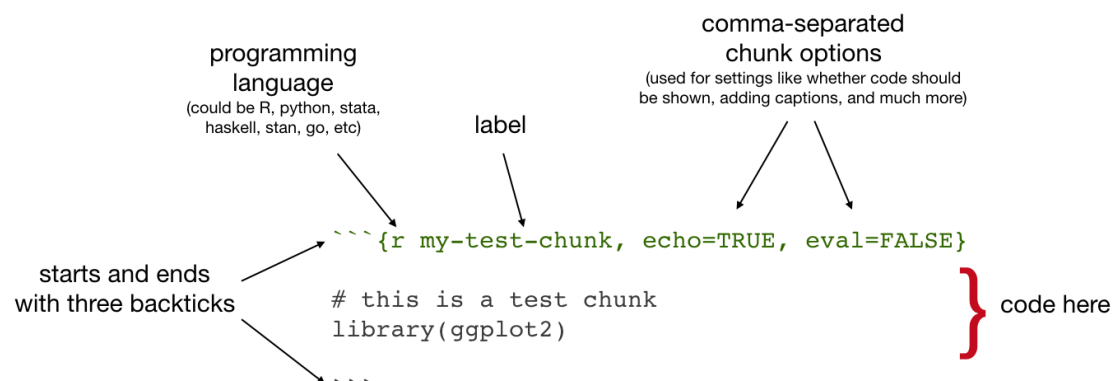 comma-separated
chunk options
(used for settings like whether code should
be shown, adding captions, and much more)
programming
language
(could be R, python, stata,
haskell, stan, go, etc)
label
```{r my-test-chunk, echo=TRUE, eval=FALSE}
starts and ends
with three backticks
# this is a test chunk
library(ggplot2)
code here
```